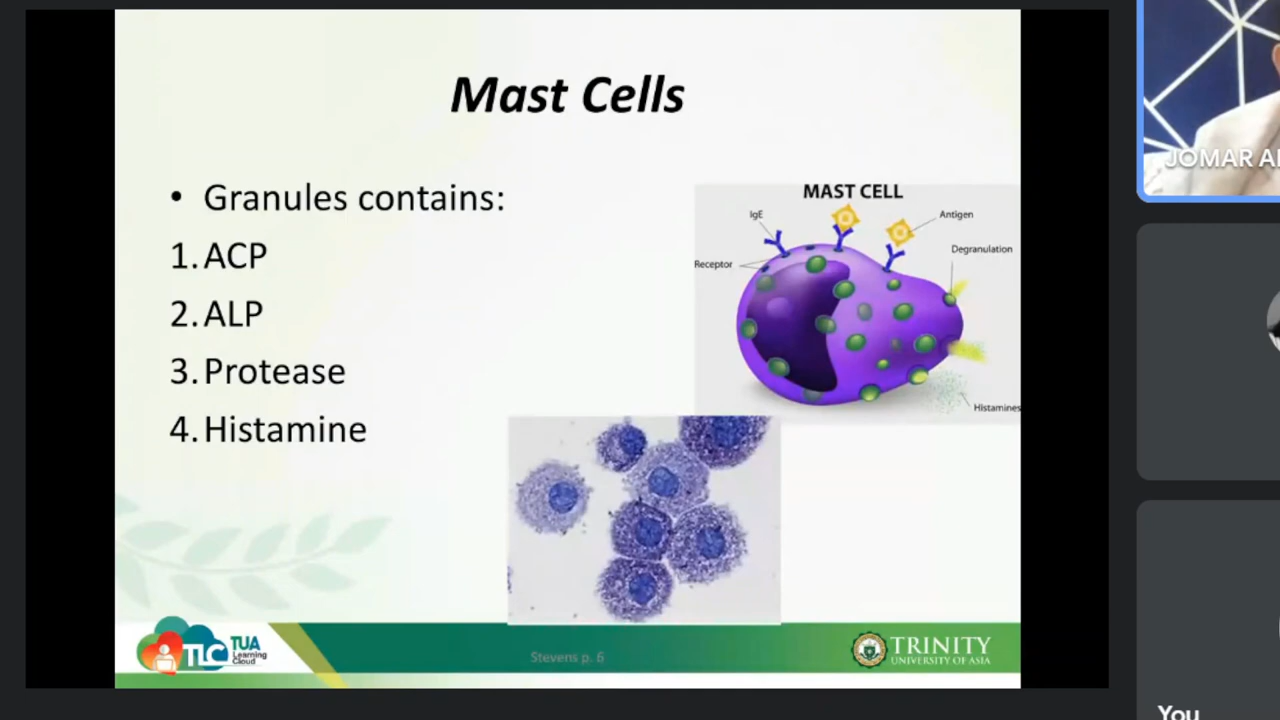 Mast Cells
• Granules contains:
1. ACP
2. ALP
3. Protease
4. Histamine
MAST CELL
IgE
Antigen
Receptor
Degranulation
Histamines
Stevens p. 6
TLC
TUA
Learning
Cloud
TRINITY
UNIVERSITY OF ASIA
JOMAR
You